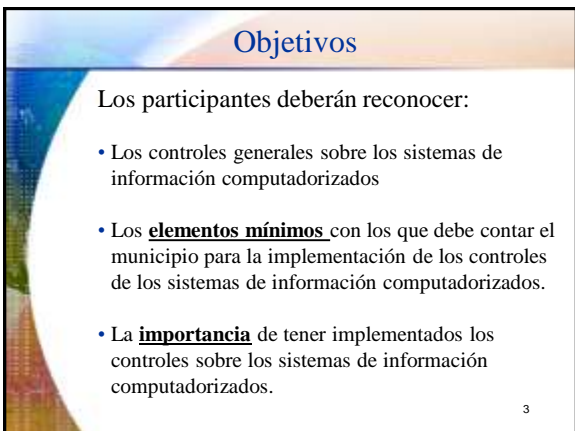 Objetivos
Los participantes deberán reconocer:
• Los controles generales sobre los sistemas de
información computadorizados
• Los elementos mínimos con los que debe contar el
municipio para la implementación de los controles
de los sistemas de información computadorizados.
• La importancia de tener implementados los
controles sobre los sistemas de información
computadorizados.
3